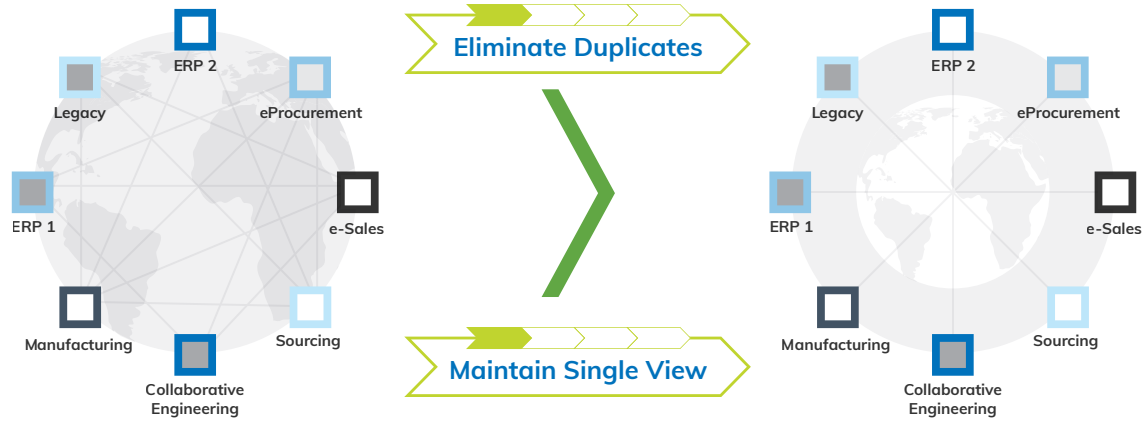 ERP 2
Legacy
eProcurement
ERP 1
e-Sales
Manufacturing
Sourcing
Collaborative
Engineering
Eliminate Duplicates
Maintain Single View
ERP 2
Legacy
eProcurement
ERP 1
e-Sales
Manufacturing
Sourcing
Collaborative
Engineering